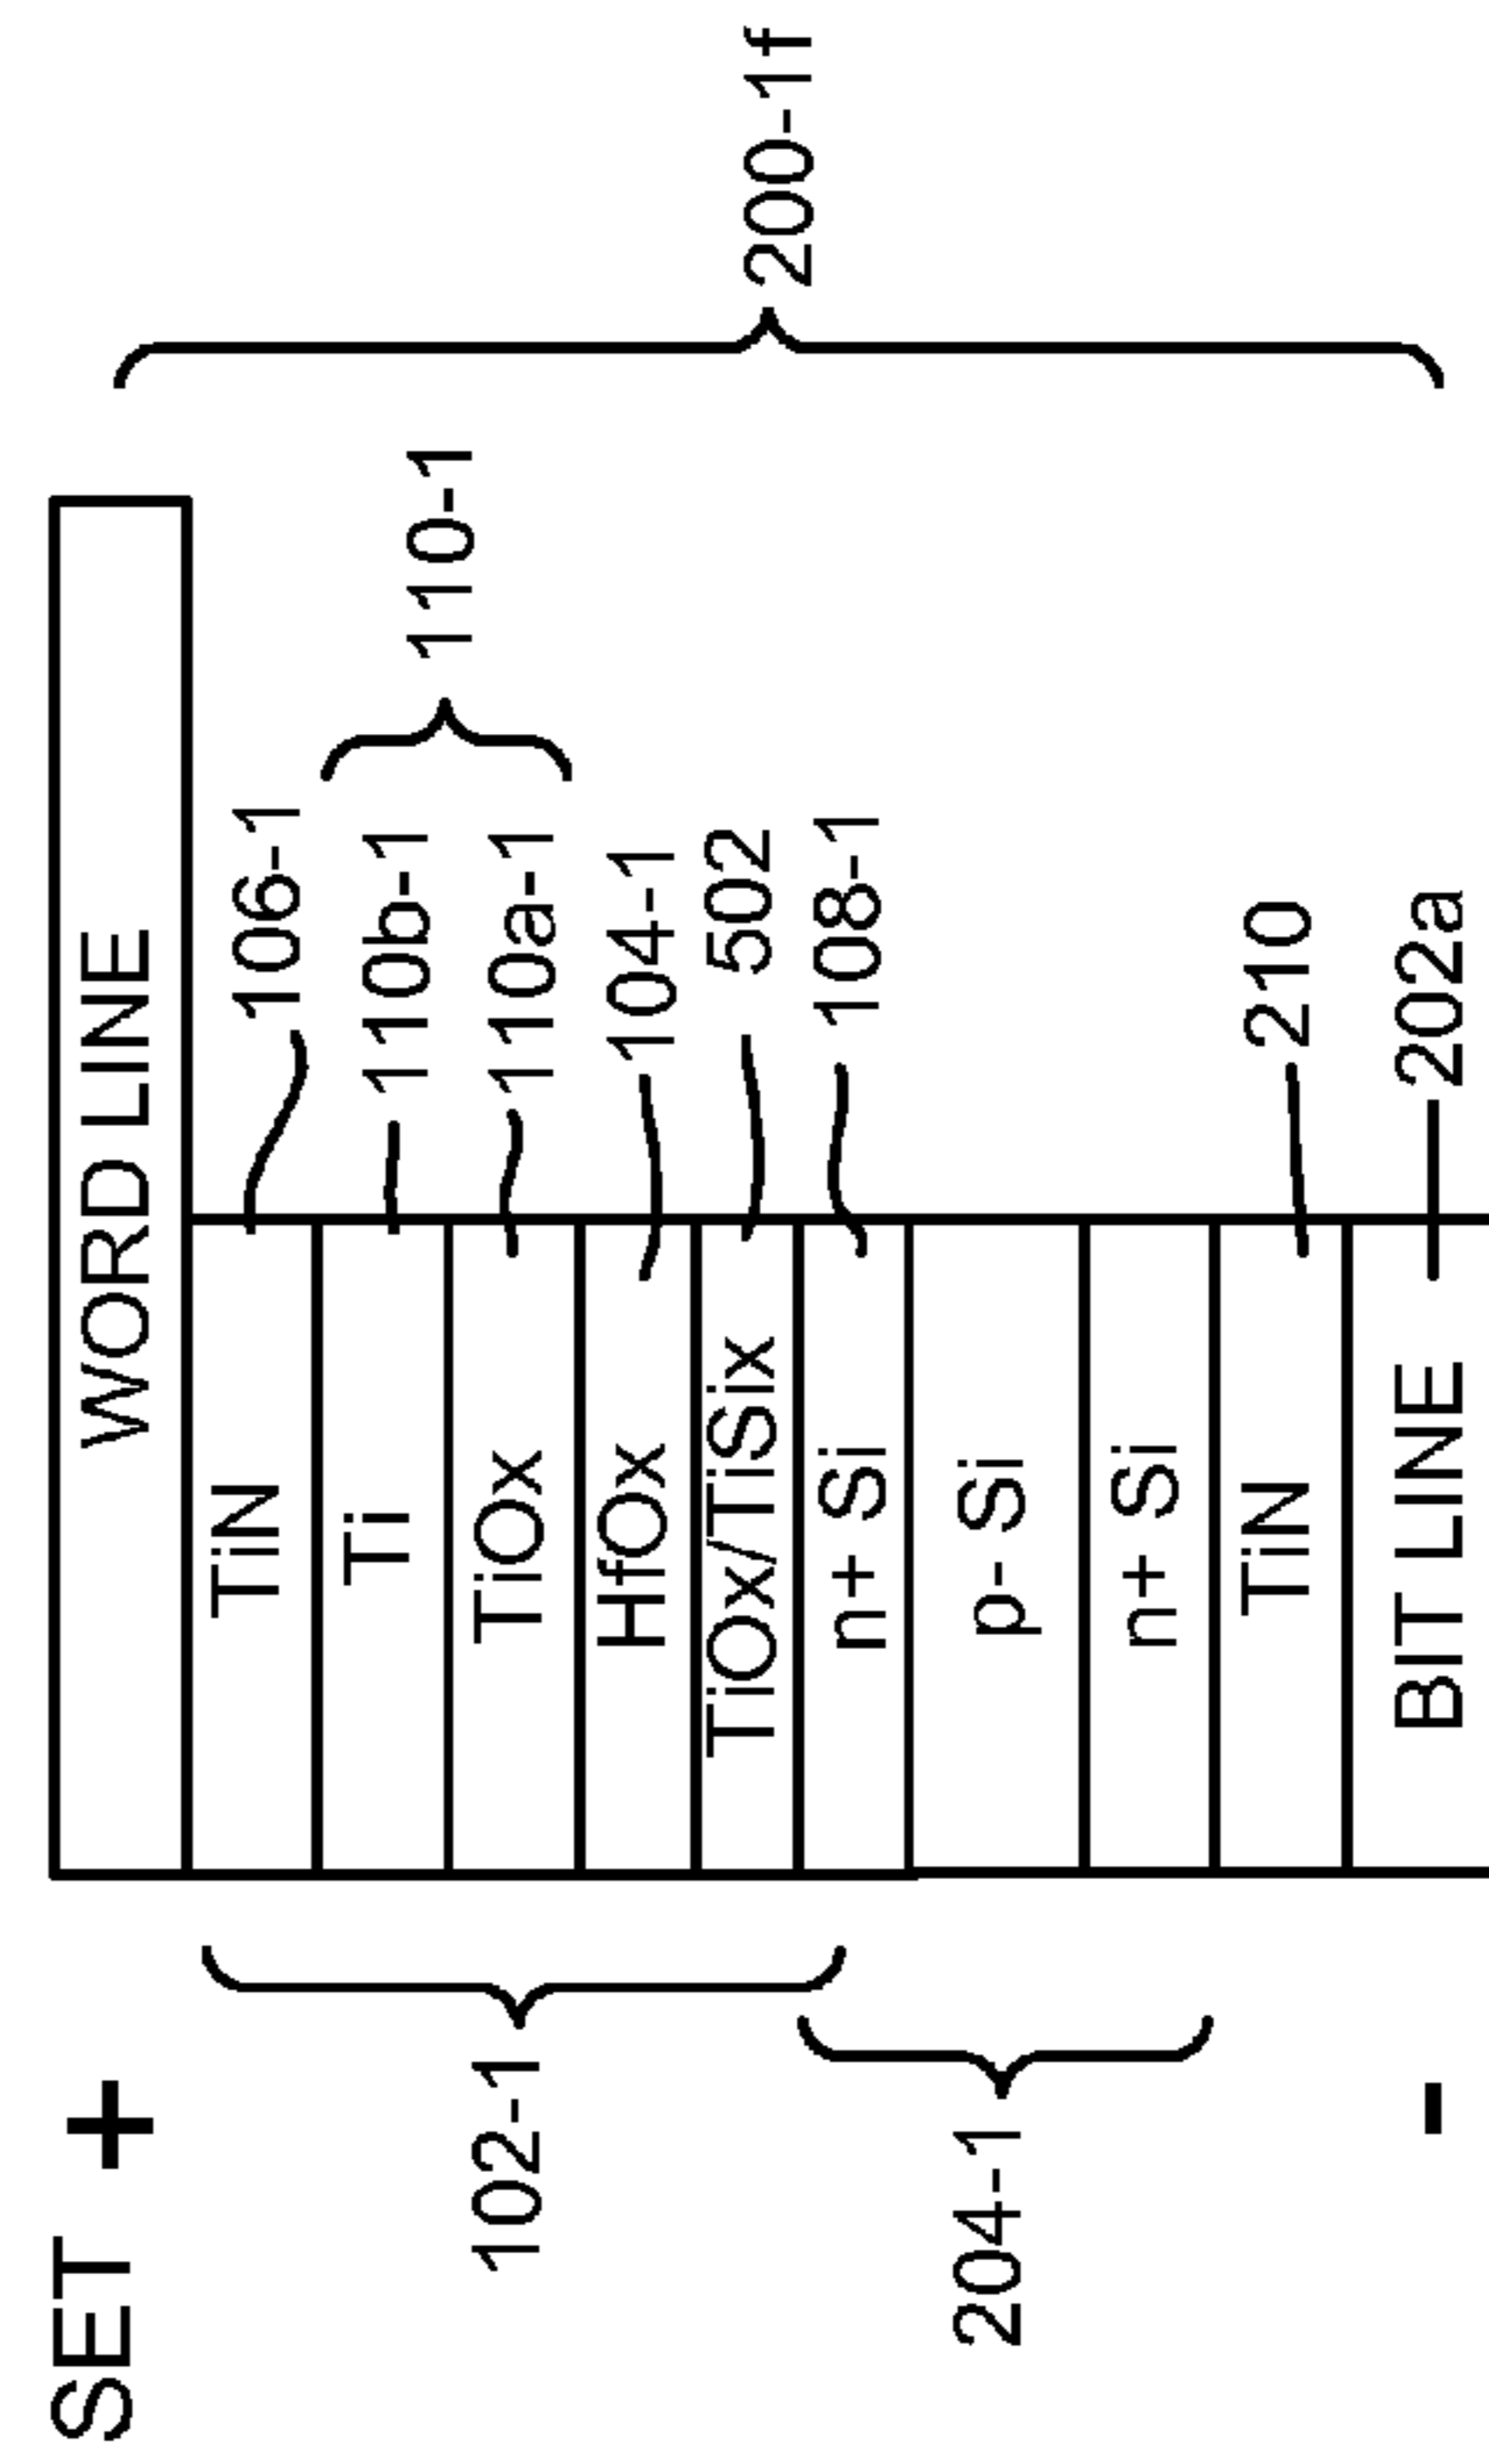 SET +
WORD LINE
TiN
106-1
Ti
110b-1
TiOx
110a-1
110-1
HfOx
104-1
TiOx/TiSix
502
n+ Si
108-1
p- Si
n+ Si
TiN
210
BIT LINE
202a
-
102-1
204-1
200-1f